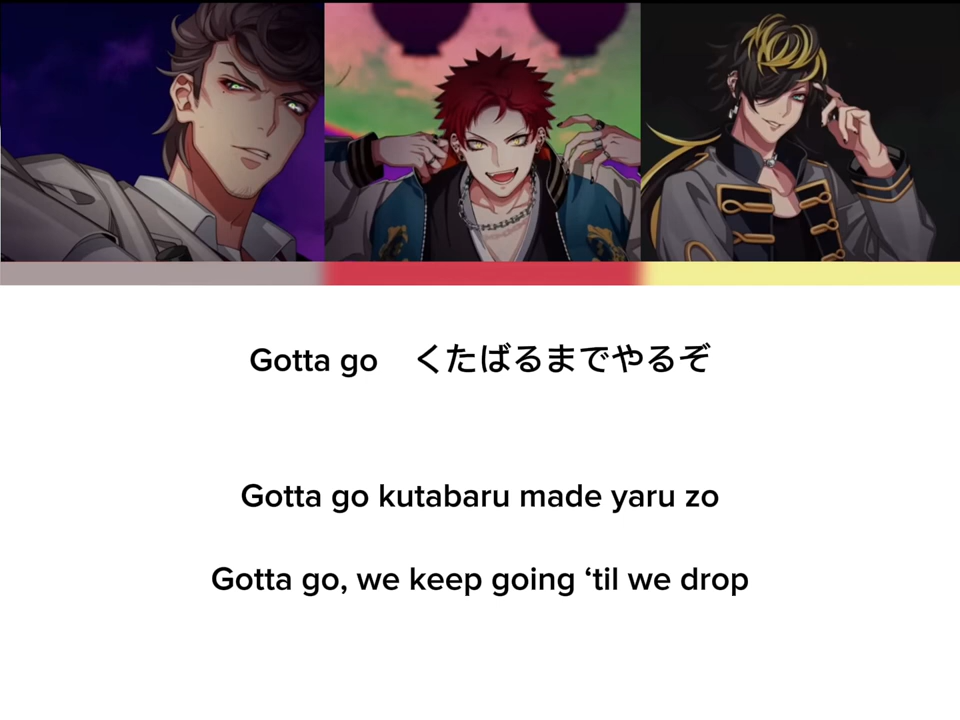 Gotta go　くたばるまでやるぞ
Gotta go kutabaru made yaru zo
Gotta go, we keep going ‘til we drop